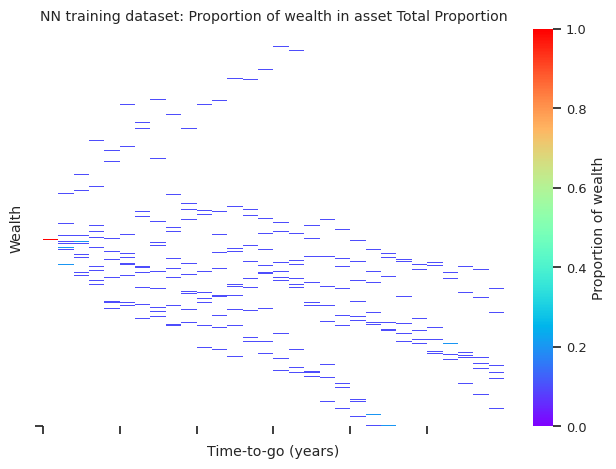 NN training dataset: Proportion of wealth in asset Total Proportion
Wealth
Time-to-go (years)
1.0
0.8
0.6
0.4
0.2
0.0
Proportion of wealth